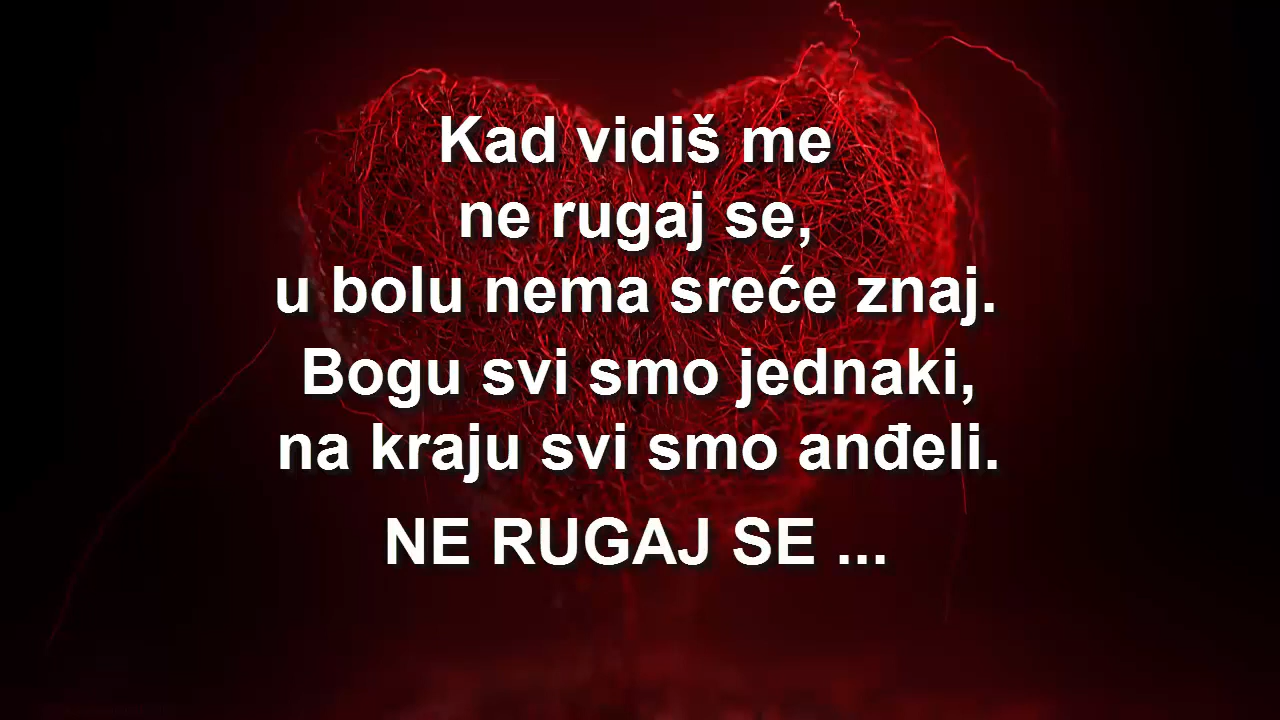 Kad vidiš me
ne rugaj se,
u bolu nema sreće znaj.
Bogu svi smo jednaki,
na kraju svi smo anđeli.
NE RUGAJ SE ...